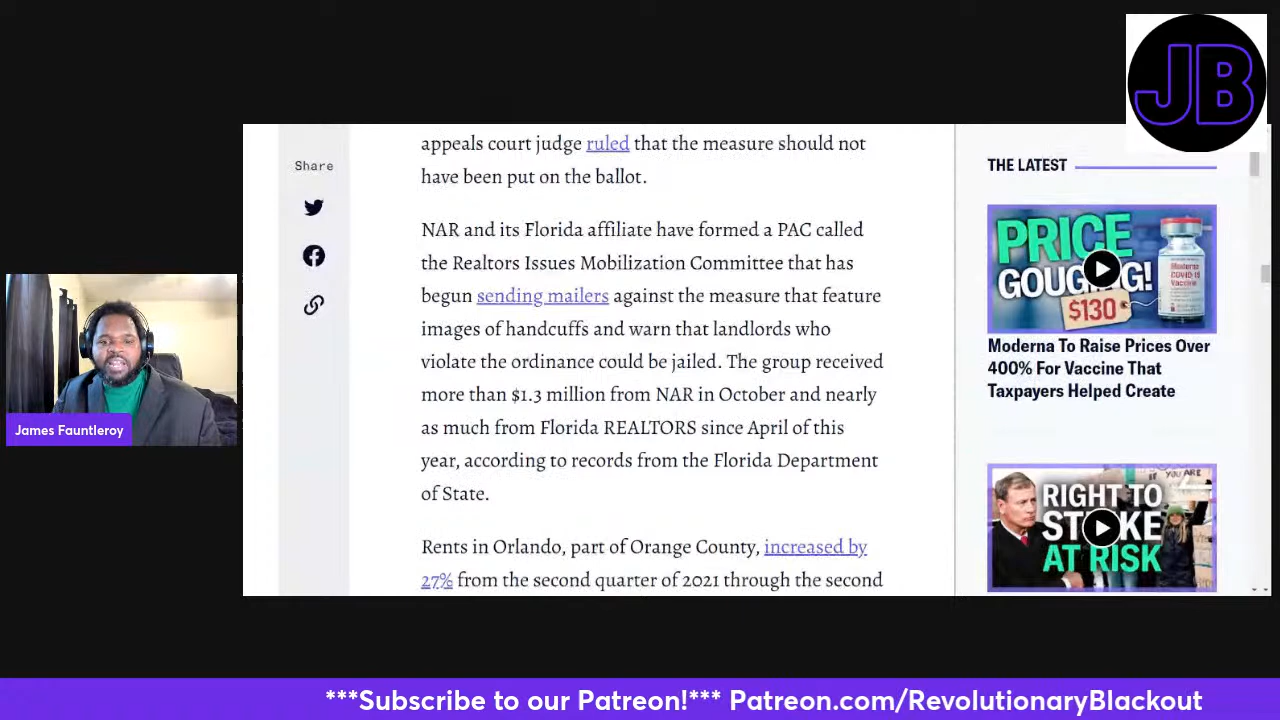 JB
appeals court judge ruled that the measure should not
have been put on the ballot.
Share
NAR and its Florida affiliate have formed a PAC called
the Realtors Issues Mobilization Committee that has
begun sending mailers against the measure that feature
images of handcuffs and warn that landlords who
violate the ordinance could be jailed. The group received
more than $1.3 million from NAR in October and nearly
as much from Florida REALTORS since April of this
year, according to records from the Florida Department
of State.
Rents in Orlando, part of Orange County, increased by
27% from the second quarter of 2021 through the second
THE LATEST
PRICE
GOUGING!
$130
Moderna
COVID-19
Vaccine
Moderna To Raise Prices Over
400% For Vaccine That
Taxpayers Helped Create
IF YOU ARE
RIGHT TO
STRIKE
AT RISK
James Fauntleroy
***Subscribe to our Patreon!*** Patreon.com/RevolutionaryBlackout